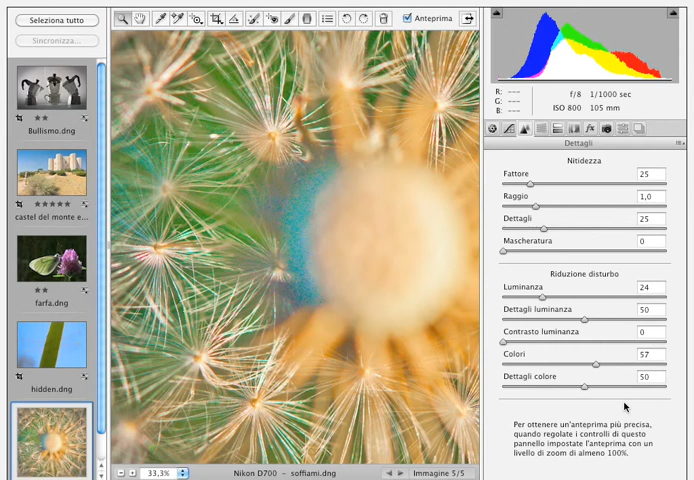 Seleziona tutto
Sincronizza...
Anteprima
Bullismo.dng
castel del monte e...
farfa.dng
hidden.dng
33,3%
Nikon D700 - soffiami.dng
Immagine 5/5
R: ---
G: ---
B: ---
f/8 1/1000 sec
ISO 800 105 mm
fx
Dettagli
Nitidezza
Fattore 25
Raggio 1,0
Dettagli 25
Mascheratura 0
Riduzione disturbo
Luminanza 24
Dettagli luminanza 50
Contrasto luminanza 0
Colori 57
Dettagli colore 50
Per ottenere un'anteprima più precisa,
quando regolate i controlli di questo
pannello impostate l'anteprima con un
livello di zoom di almeno 100%.